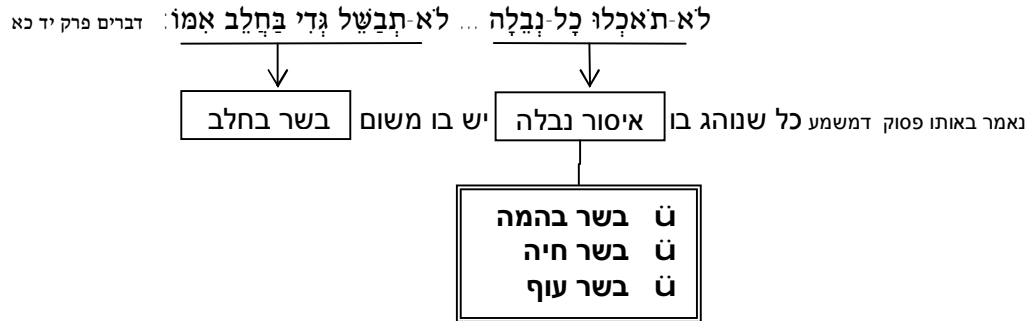 לֹא-תֹאכְלוּ כָל-נְבֵלָה ... לֹא-תְבַשֵּׁל גְּדִי בַּחֲלֵב אִמּוֹ: דברים פרק יד כא
נאמר באותו פסוק דמשמע כל שנוהג בו איסור נבלה יש בו משום בשר בחלב
ü בשר בהמה
ü בשר חיה
ü בשר עוף